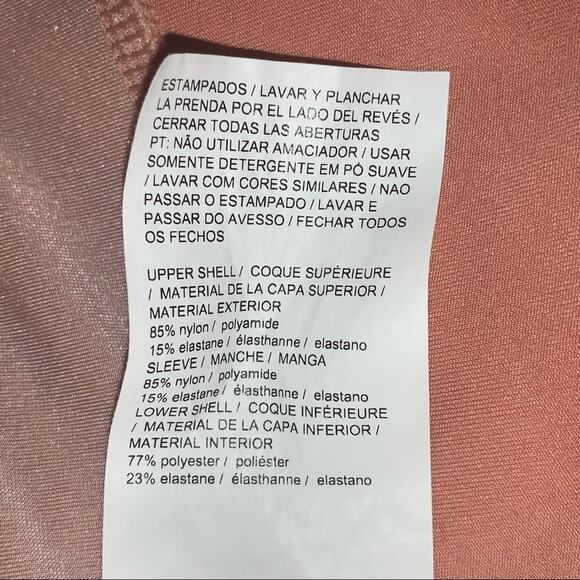 ESTAMPADOS / LAVAR Y PLANCHAR
LA PRENDA POR EL LADO DEL REVÉS /
CERRAR TODAS LAS ABERTURAS
PT: NÃO UTILIZAR AMACIADOR / USAR
SOMENTE DETERGENTE EM PÓ SUAVE
/ LAVAR COM CORES SIMILARES / NAO
PASSAR O ESTAMPADO / LAVAR E
PASSAR DO AVESSO / FECHAR TODOS
OS FECHOS
UPPER SHELL / COQUE SUPÉRIEURE
/ MATERIAL DE LA CAPA SUPERIOR /
MATERIAL EXTERIOR
85% nylon / polyamide
15% elastane / élasthanne / elastano
SLEEVE / MANCHE / MANGA
85% nylon / polyamide
15% elastane / élasthanne / elastano
LOWER SHELL / COQUE INFÉRIEURE
/ MATERIAL DE LA CAPA INFERIOR /
MATERIAL INTERIOR
77% polyester / poliéster
23% elastane / élasthanne / elastano